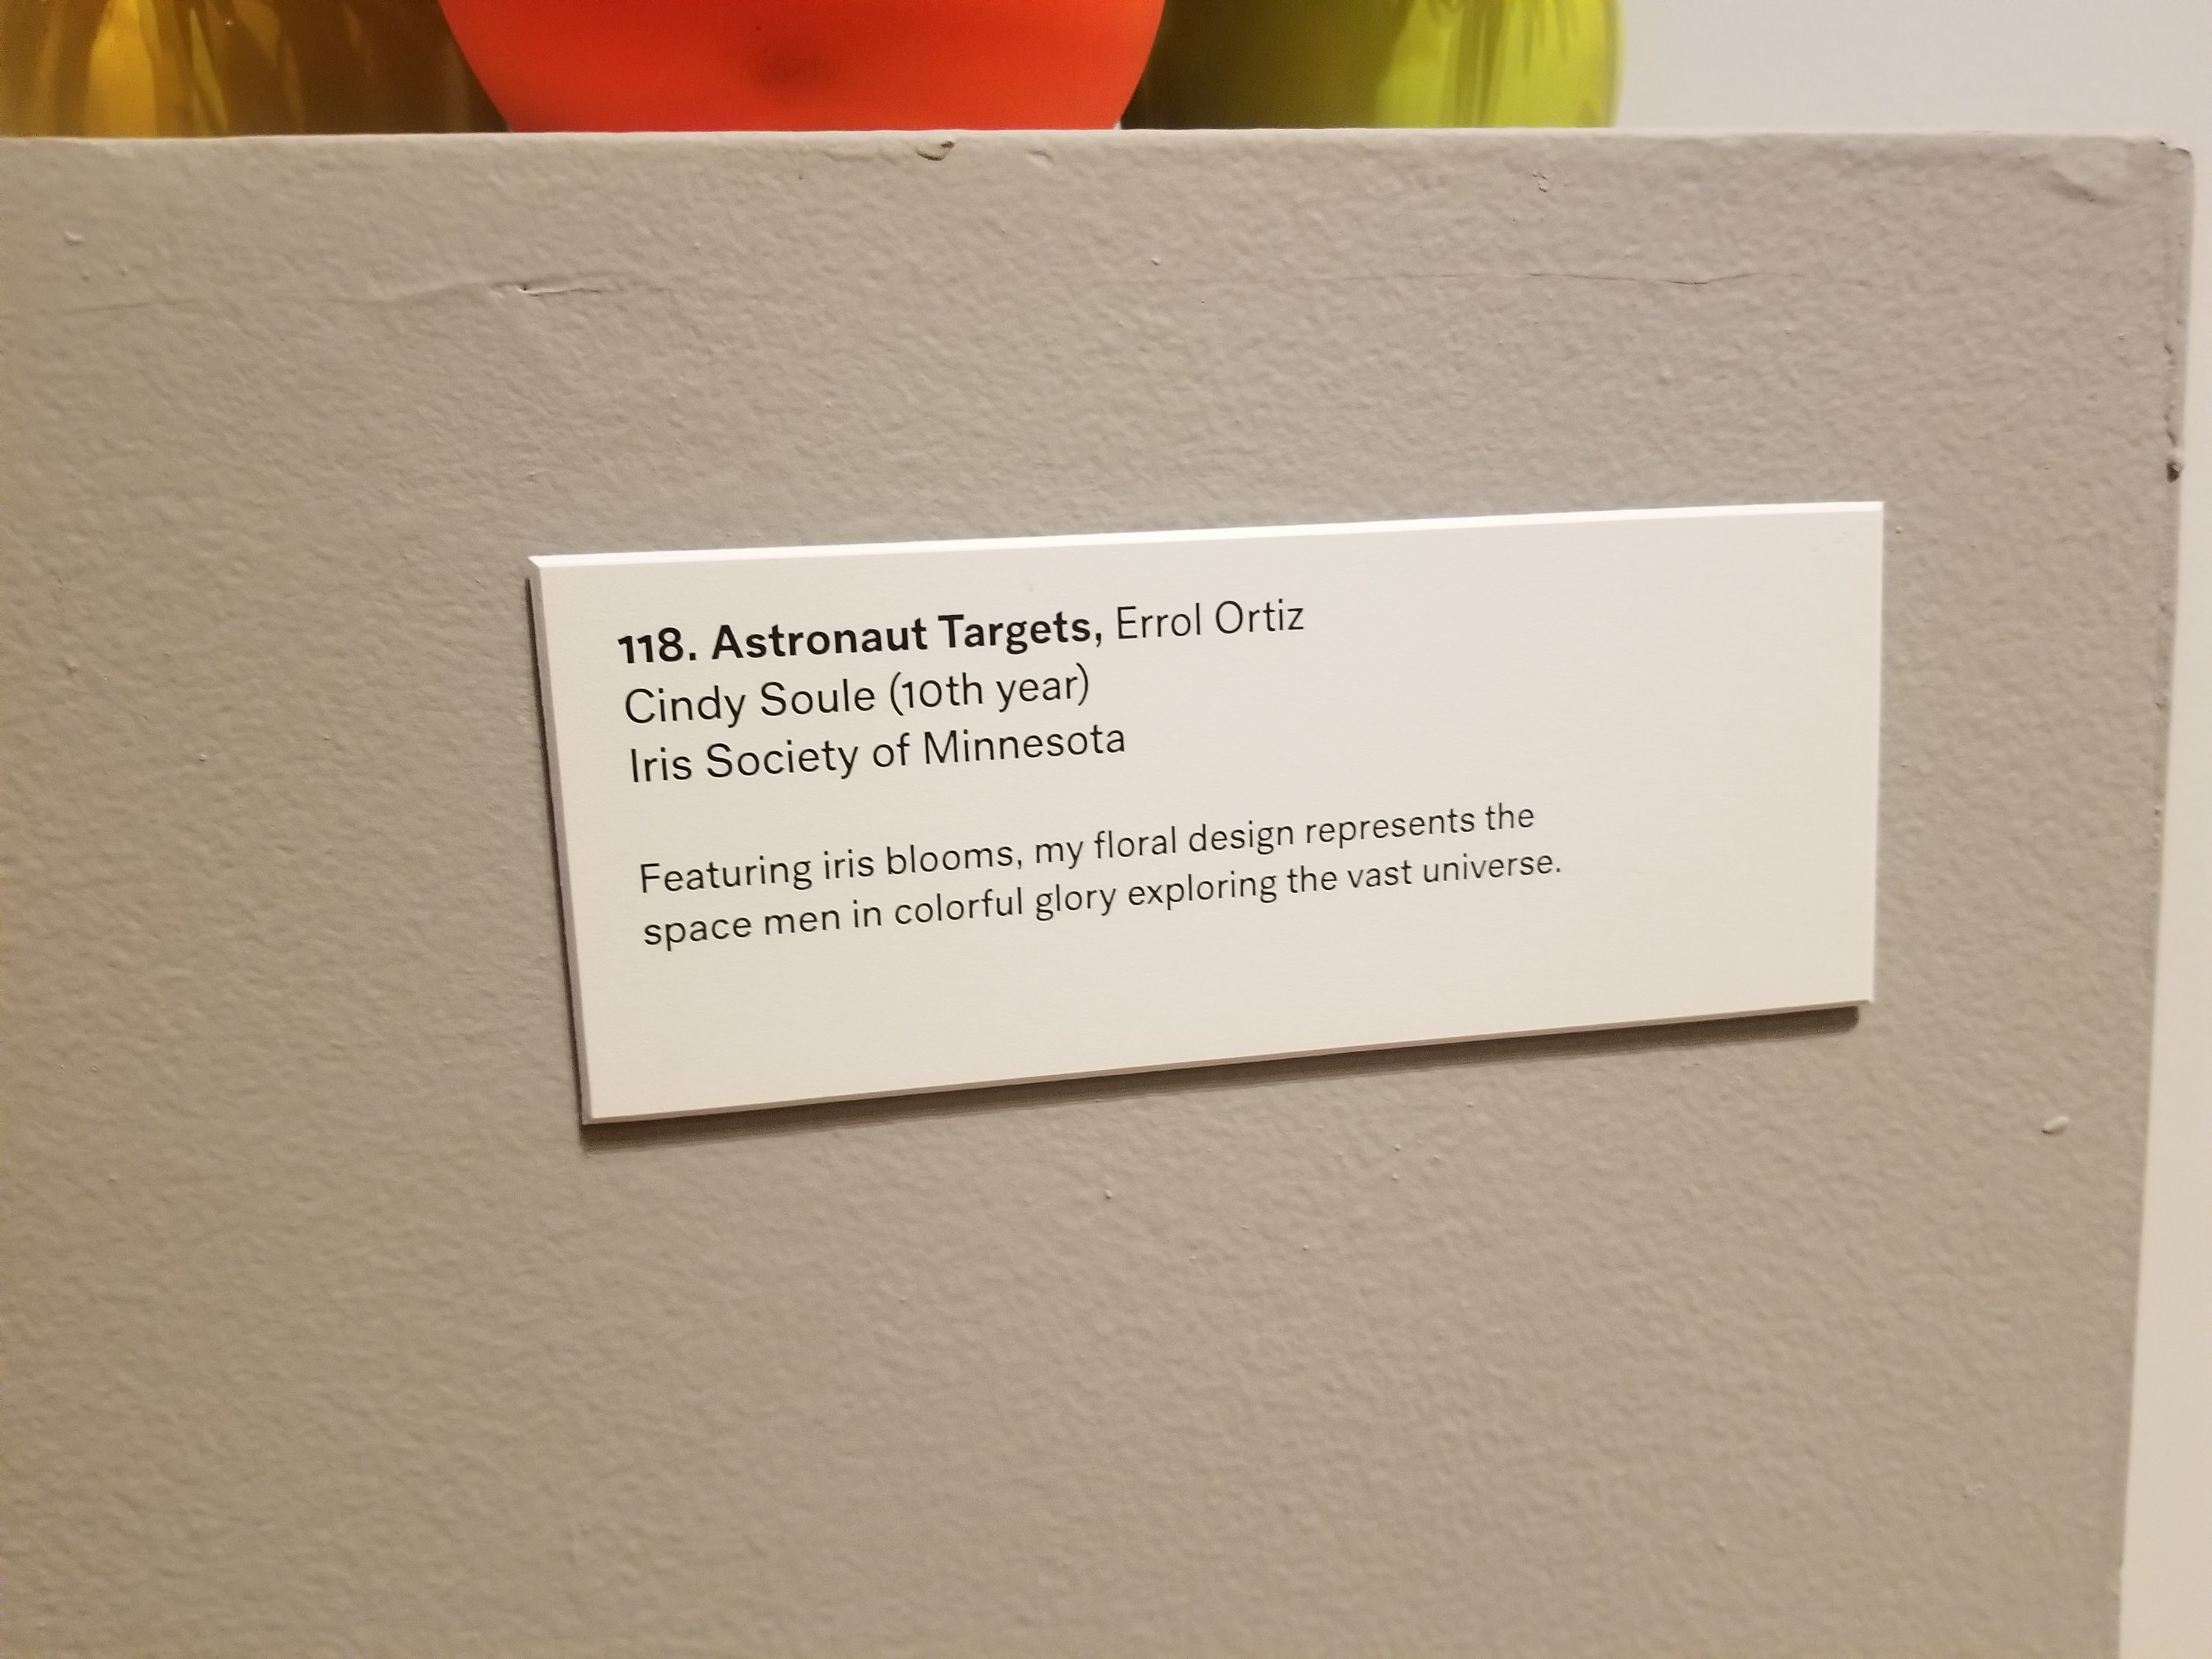 118. Astronaut Targets, Errol Ortiz
Cindy Soule (10th year)
Iris Society of Minnesota
Featuring iris blooms, my floral design represents the
space men in colorful glory exploring the vast universe.